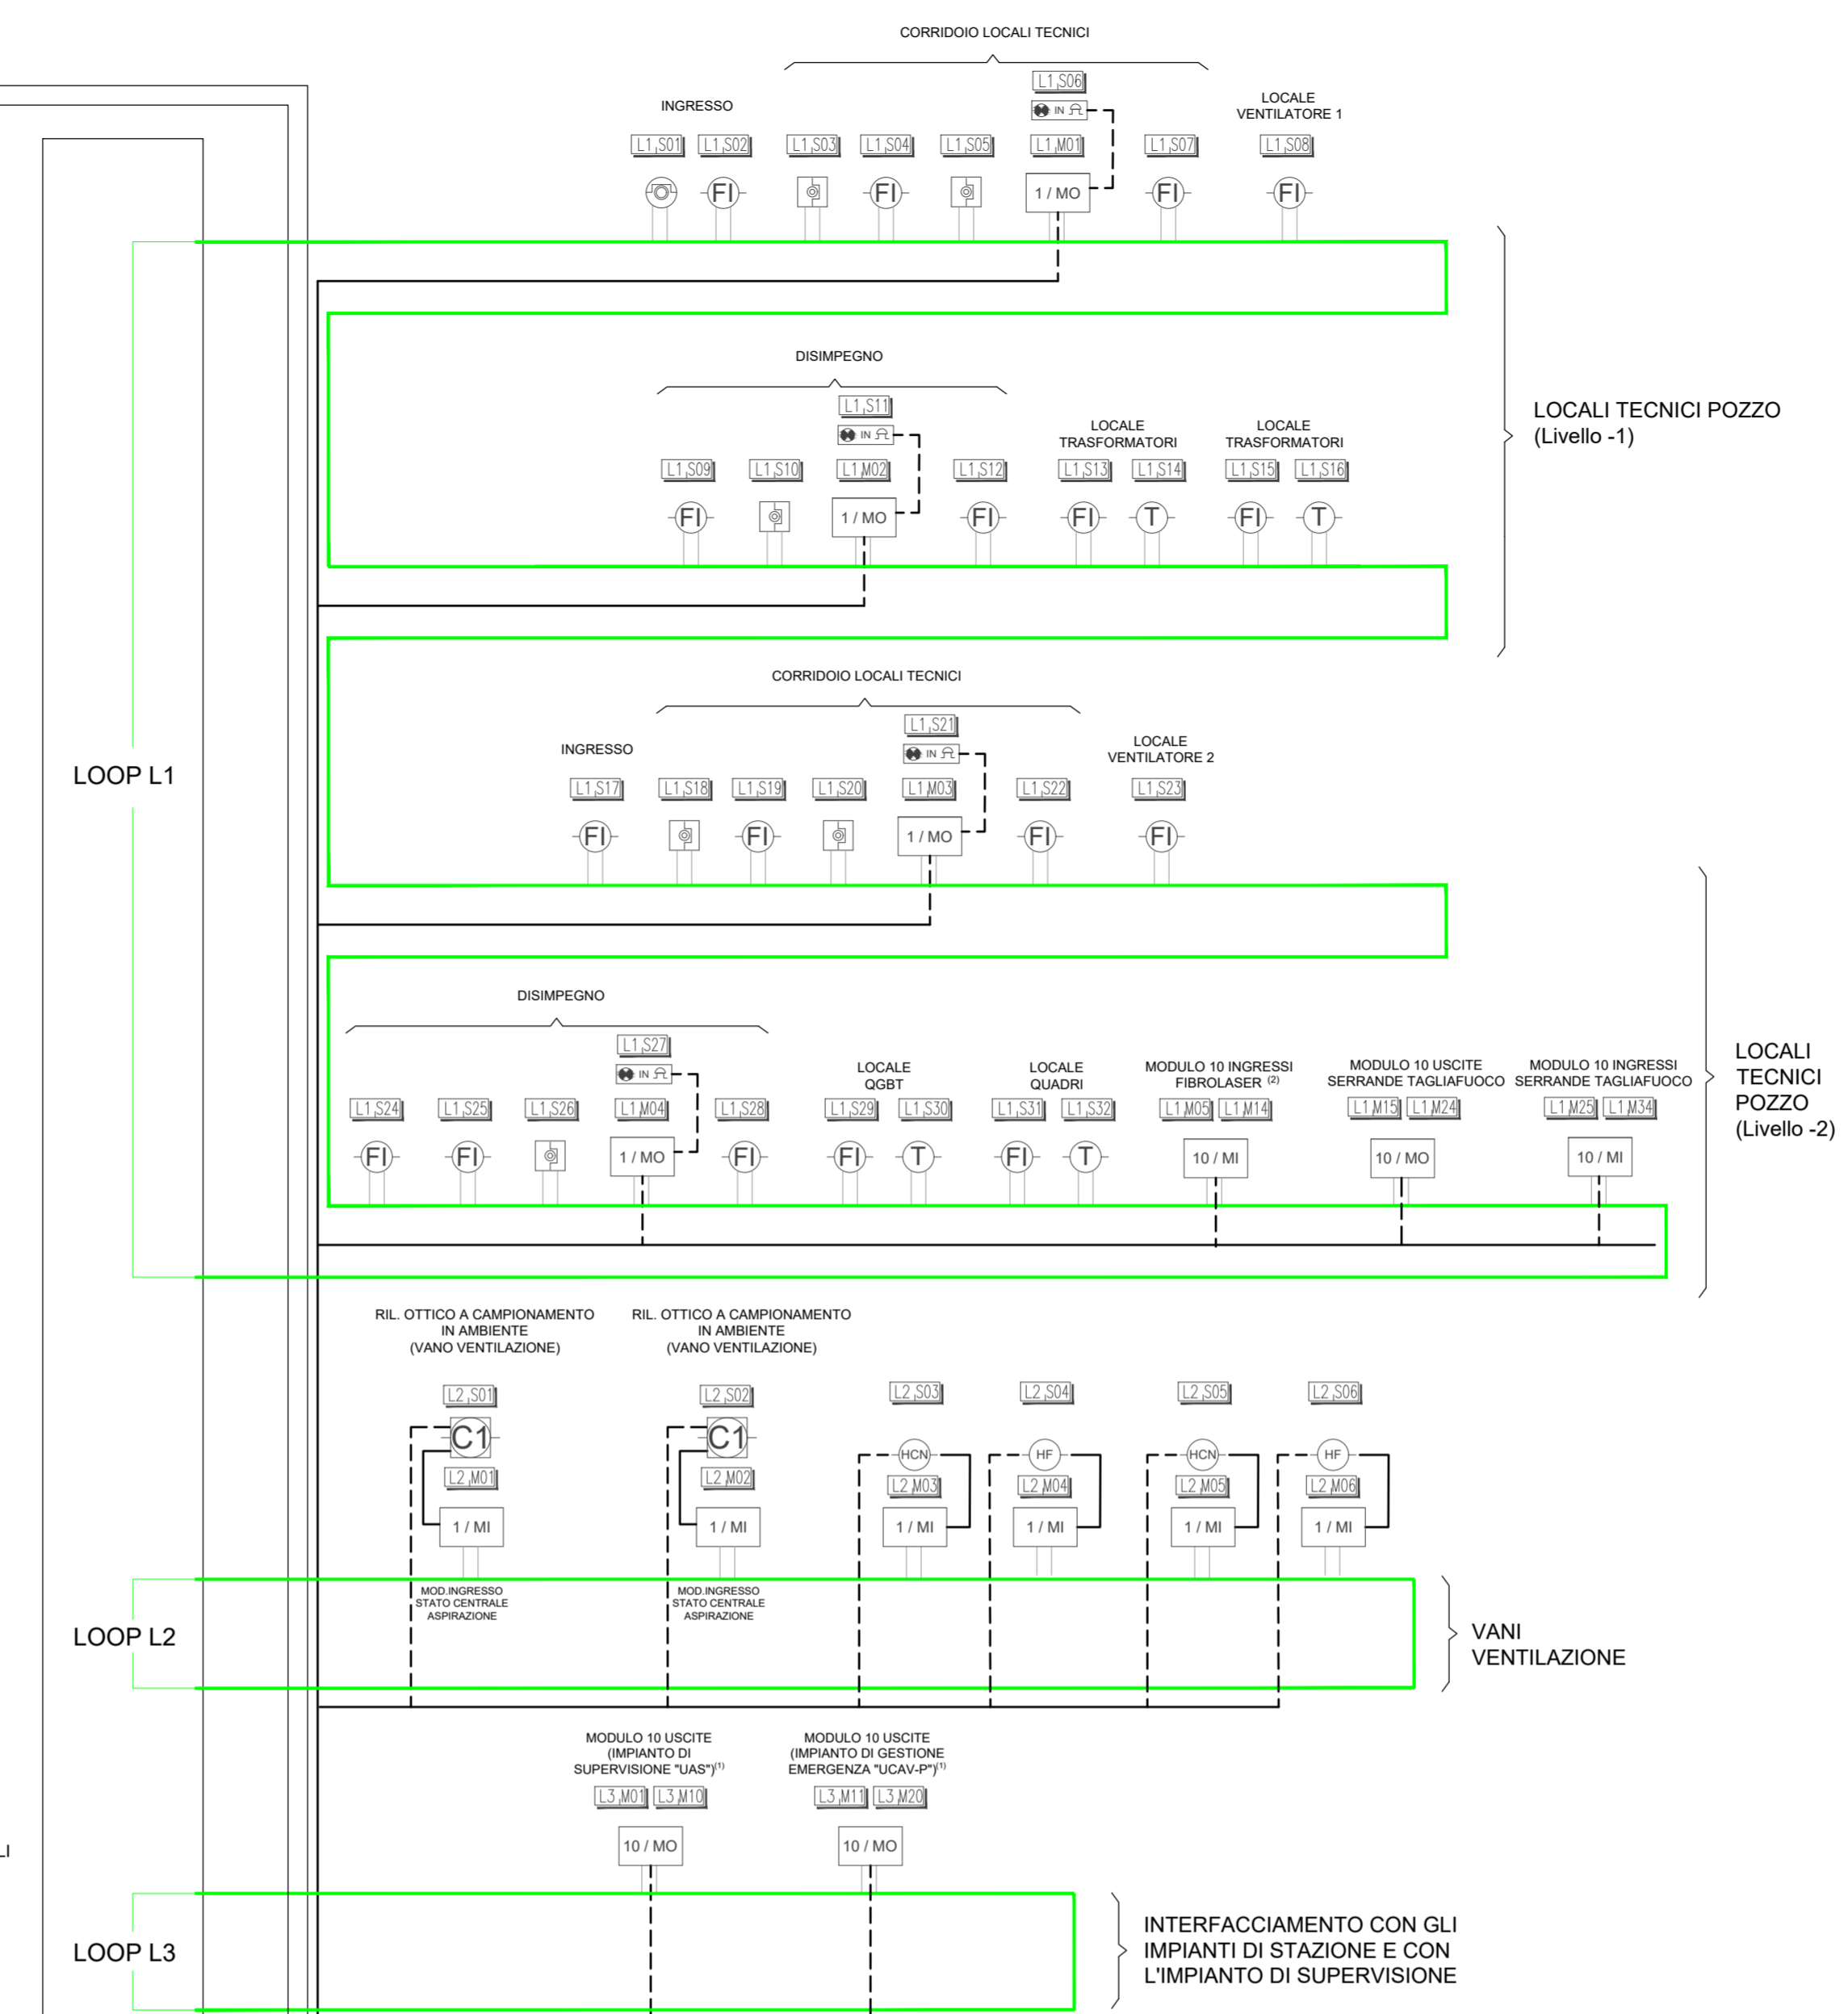 CORRIDOIO LOCALI TECNICI
L1,S06
IN
INGRESSO
LOCALE
VENTILATORE 1
L1,S01 L1,S02 L1,S03 L1,S04 L1,S05 L1,M01 L1,S07 L1,S08
FI FI 1 / MO FI FI
DISIMPEGNO
L1,S11
IN
LOCALE
TRASFORMATORI
LOCALE
TRASFORMATORI
L1,S09 L1,S10 L1,M02 L1,S12 L1,S13 L1,S14 L1,S15 L1,S16
FI 1 / MO FI FI T FI T
LOCALI TECNICI POZZO
(Livello -1)
CORRIDOIO LOCALI TECNICI
L1,S21
IN
INGRESSO
LOCALE
VENTILATORE 2
L1,S17 L1,S18 L1,S19 L1,S20 L1,M03 L1,S22 L1,S23
FI FI 1 / MO FI FI
LOOP L1
DISIMPEGNO
L1,S27
IN
LOCALE
QGBT
LOCALE
QUADRI
MODULO 10 INGRESSI
FIBROLASER (2)
MODULO 10 USCITE
SERRANDE TAGLIAFUOCO
MODULO 10 INGRESSI
SERRANDE TAGLIAFUOCO
L1,S24 L1,S25 L1,S26 L1,M04 L1,S28 L1,S29 L1,S30 L1,S31 L1,S32 L1,M05 L1,M14 L1,M15 L1,M24 L1,M25 L1,M34
FI FI 1 / MO FI FI T FI T 10 / MI 10 / MO 10 / MI
LOCALI
TECNICI
POZZO
(Livello -2)
RIL. OTTICO A CAMPIONAMENTO
IN AMBIENTE
(VANO VENTILAZIONE)
RIL. OTTICO A CAMPIONAMENTO
IN AMBIENTE
(VANO VENTILAZIONE)
L2,S01 L2,S02 L2,S03 L2,S04 L2,S05 L2,S06
C1 C1 HCN HF HCN HF
L2,M01 L2,M02 L2,M03 L2,M04 L2,M05 L2,M06
1 / MI 1 / MI 1 / MI 1 / MI 1 / MI 1 / MI
MOD.INGRESSO
STATO CENTRALE
ASPIRAZIONE
MOD.INGRESSO
STATO CENTRALE
ASPIRAZIONE
LOOP L2
VANI
VENTILAZIONE
MODULO 10 USCITE
(IMPIANTO DI
SUPERVISIONE "UAS")(1)
MODULO 10 USCITE
(IMPIANTO DI GESTIONE
EMERGENZA "UCAV-P")(1)
L3,M01 L3,M10 L3,M11 L3,M20
10 / MO 10 / MO
LI
LOOP L3
INTERFACCIAMENTO CON GLI
IMPIANTI DI STAZIONE E CON
L'IMPIANTO DI SUPERVISIONE